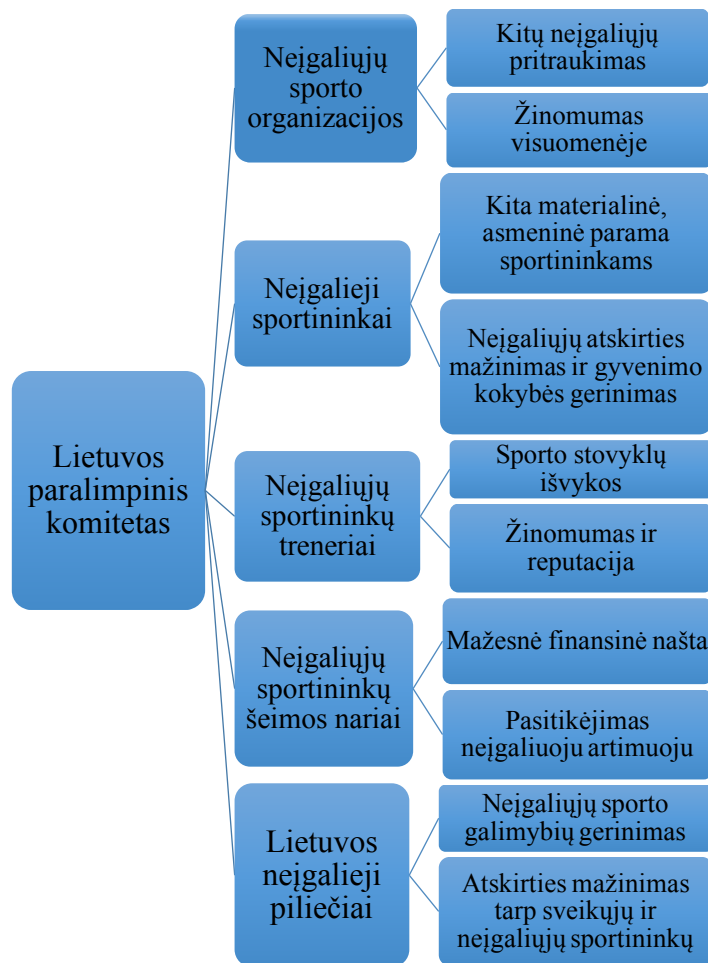 Lietuvos
paralimpinis
komitetas
Neįgaliųjų
sporto
organizacijos
Kitų neįgaliųjų
pritraukimas
Žinomumas
visuomenėje
Neįgalieji
sportininkai
Kita materialinė,
asmeninė parama
sportininkams
Neįgaliųjų atskirties
mažinimas ir gyvenimo
kokybės gerinimas
Neįgaliųjų
sportininkų
treneriai
Sporto stovyklų
išvykos
Žinomumas ir
reputacija
Neįgaliųjų
sportininkų
šeimos nariai
Mažesnė finansinė našta
Pasitikėjimas
neįgaliuoju artimuoju
Lietuvos
neįgalieji
piliečiai
Neįgaliųjų sporto
galimybių gerinimas
Atskirties mažinimas
tarp sveikųjų ir
neįgaliųjų sportininkų